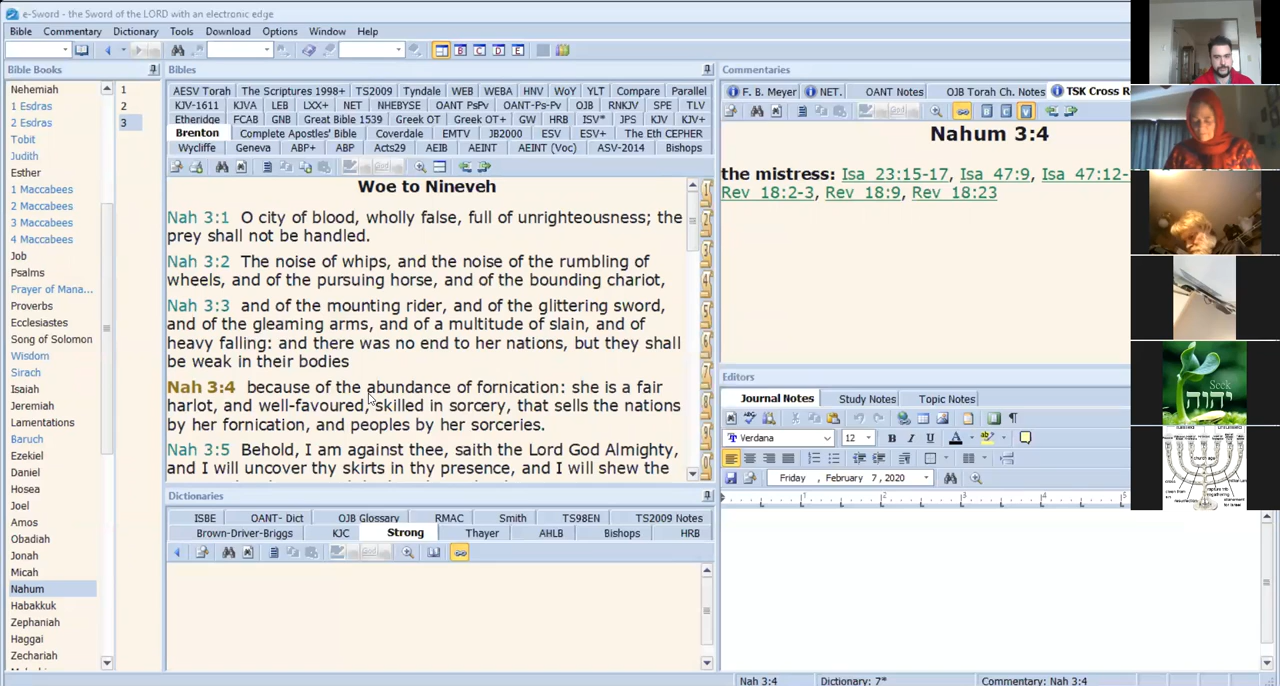 e-Sword - the Sword of the LORD with an electronic edge
Bible Commentary Dictionary Tools Download Options Window Help
Bible Books
Nehemiah
1 Esdras
2 Esdras
Tobit
Judith
Esther
1 Maccabees
2 Maccabees
3 Maccabees
4 Maccabees
Job
Psalms
Prayer of Mana...
Proverbs
Ecclesiastes
Song of Solomon
Wisdom
Sirach
Isaiah
Jeremiah
Lamentations
Baruch
Ezekiel
Daniel
Hosea
Joel
Amos
Obadiah
Jonah
Micah
Nahum
Habakkuk
Zephaniah
Haggai
Zechariah
1
2
3
Bibles
AESV Torah The Scriptures 1998+ TS2009 Tyndale WEB WEBA HNV WoY YLT Compare Parallel
KJV-1611 KJVA LEB LXX+ NET NHEBYSE OANT PsPv OANT-Ps-Pv OJB RNKJV SPE TLV
Etheridge FCAB GNB Great Bible 1539 Greek OT Greek OT+ GW HRB ISV* JPS KJV KJV+
Brenton Complete Apostles' Bible Coverdale EMTV JB2000 ESV ESV+ The Eth CEPHER
Wycliffe Geneva ABP+ ABP Acts29 AEIB AEINT AEINT (Voc) ASV-2014 Bishops
Woe to Nineveh
Nah 3:1 O city of blood, wholly false, full of unrighteousness; the
prey shall not be handled.
Nah 3:2 The noise of whips, and the noise of the rumbling of
wheels, and of the pursuing horse, and of the bounding chariot,
Nah 3:3 and of the mounting rider, and of the glittering sword,
and of the gleaming arms, and of a multitude of slain, and of
heavy falling: and there was no end to her nations, but they shall
be weak in their bodies
Nah 3:4 because of the abundance of fornication: she is a fair
harlot, and well-favoured, skilled in sorcery, that sells the nations
by her fornication, and peoples by her sorceries.
Nah 3:5 Behold, I am against thee, saith the Lord God Almighty,
and I will uncover thy skirts in thy presence, and I will shew the
Dictionaries
ISBE OANT- Dict OJB Glossary RMAC Smith TS98EN TS2009 Notes
Brown-Driver-Briggs KJC Strong Thayer AHLB Bishops HRB
Commentaries
F. B. Meyer NET. OANT Notes OJB Torah Ch. Notes TSK Cross R
Nahum 3:4
the mistress: Isa 23:15-17, Isa 47:9, Isa 47:12-
Rev 18:2-3, Rev 18:9, Rev 18:23
Editors
Journal Notes Study Notes Topic Notes
Verdana 12 B I U A
Friday , February 7, 2020
1 2 3 4 5
Nah 3:4 Dictionary: 7* Commentary: Nah 3:4
Seek
יהוה